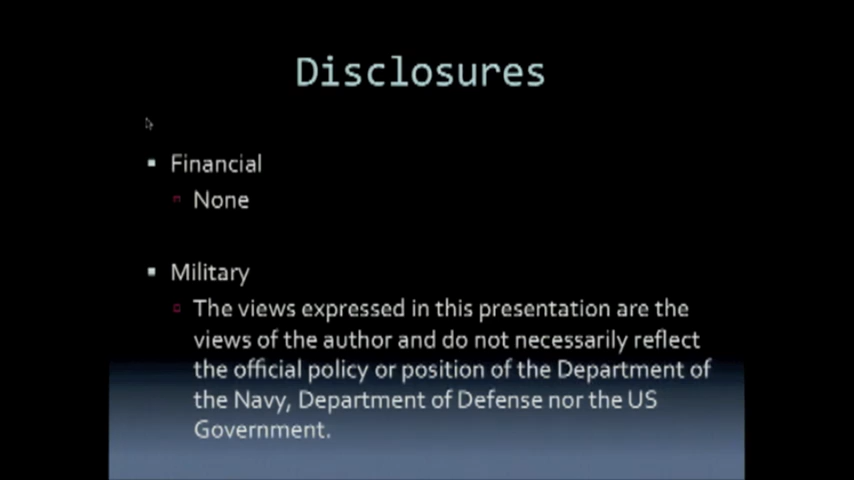 Disclosures
Financial
None
Military
The views expressed in this presentation are the
views of the author and do not necessarily reflect
the official policy or position of the Department of
the Navy, Department of Defense nor the US
Government.